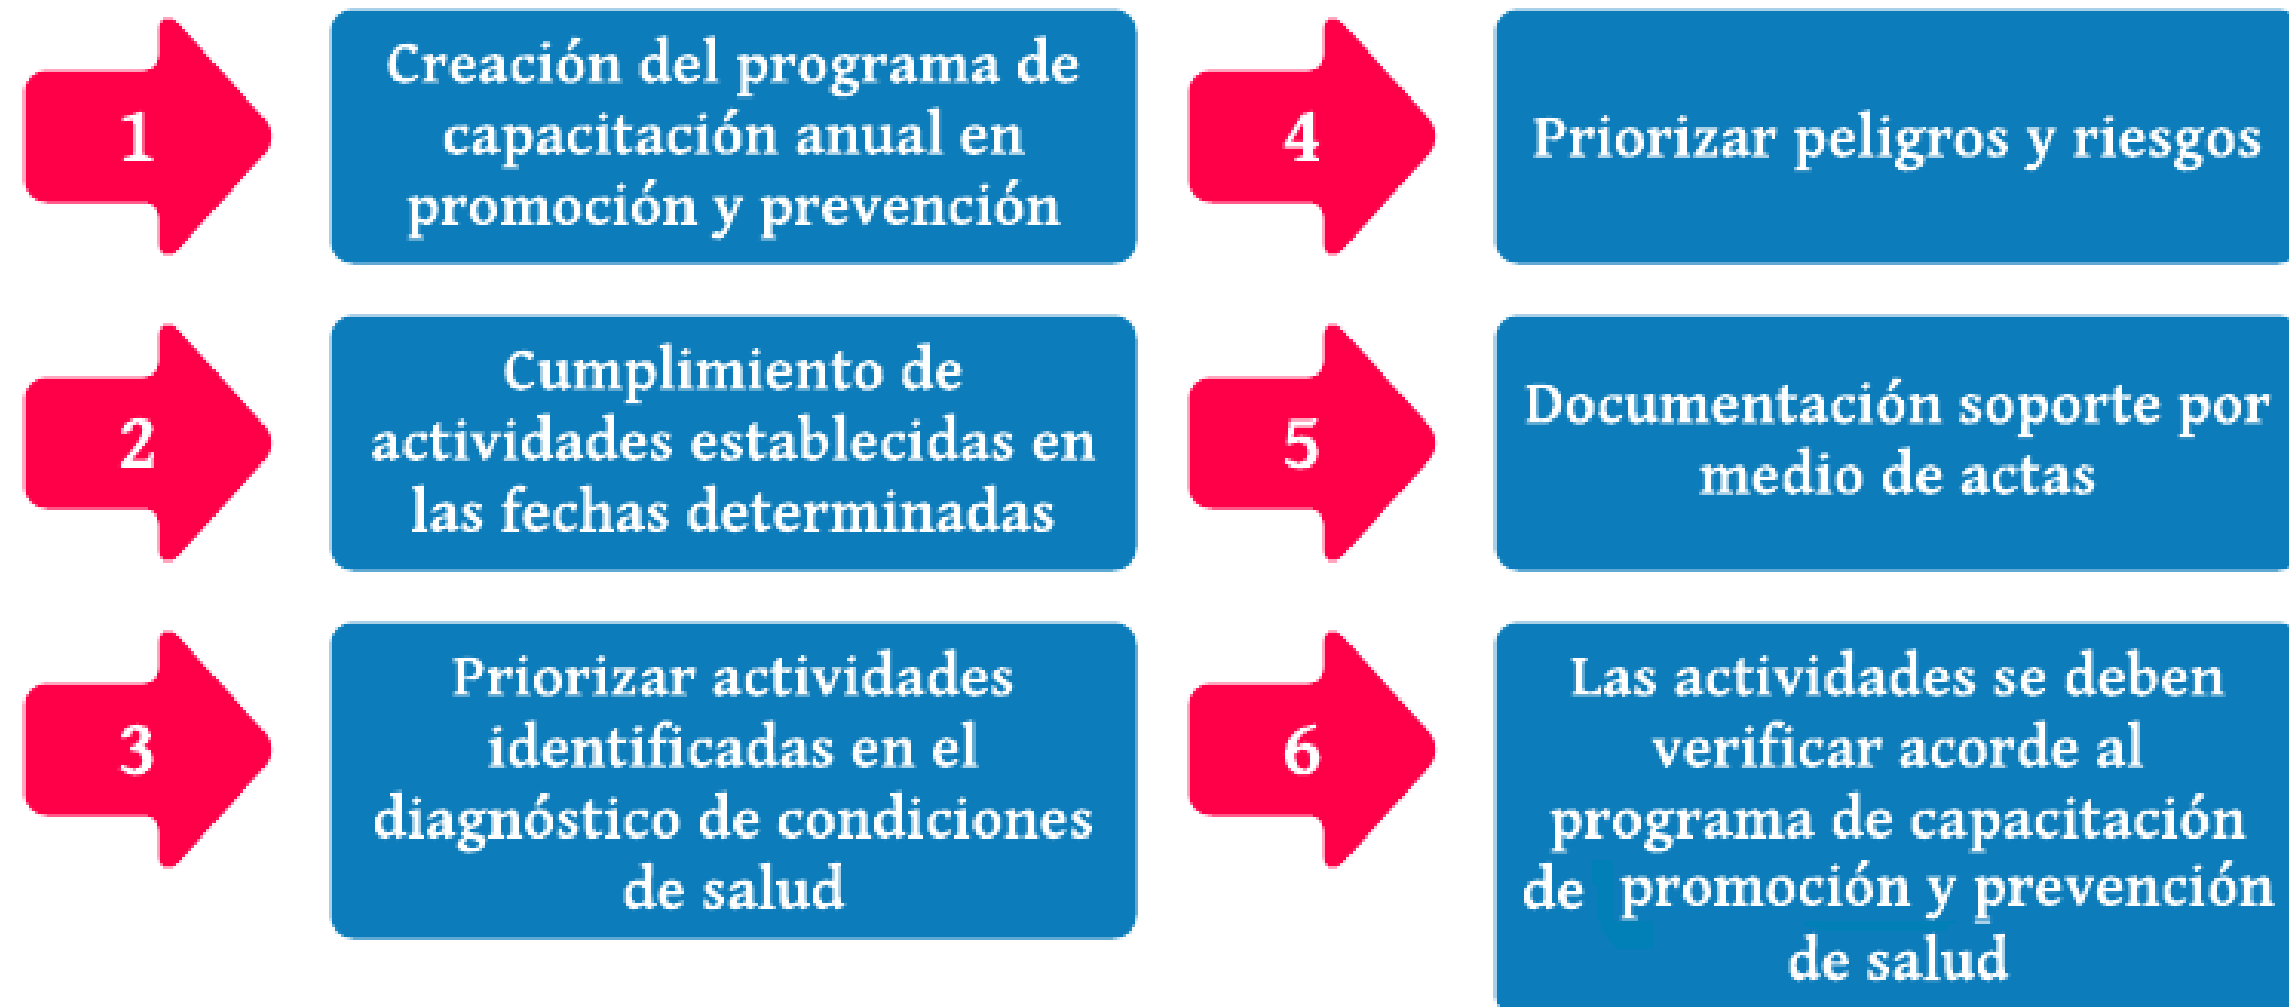 1
Creación del programa de
capacitación anual en
promoción y prevención
2
Cumplimiento de
actividades establecidas en
las fechas determinadas
3
Priorizar actividades
identificadas en el
diagnóstico de condiciones
de salud
4
Priorizar peligros y riesgos
5
Documentación soporte por
medio de actas
6
Las actividades se deben
verificar acorde al
programa de capacitación
de promoción y prevención
de salud